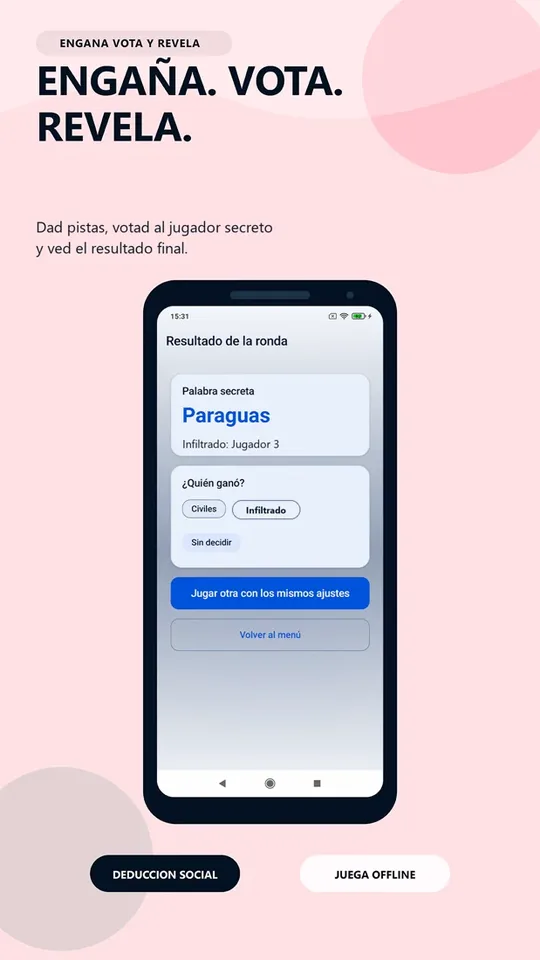 ENGANA VOTA Y REVELA
ENGAÑA. VOTA.
REVELA.
Dad pistas, votad al jugador secreto
y ved el resultado final.
15:31
Resultado de la ronda
Palabra secreta
Paraguas
Infiltrado: Jugador 3
¿Quién ganó?
Civiles
Infiltrado
Sin decidir
Jugar otra con los mismos ajustes
Volver al menú
DEDUCCION SOCIAL
JUEGA OFFLINE